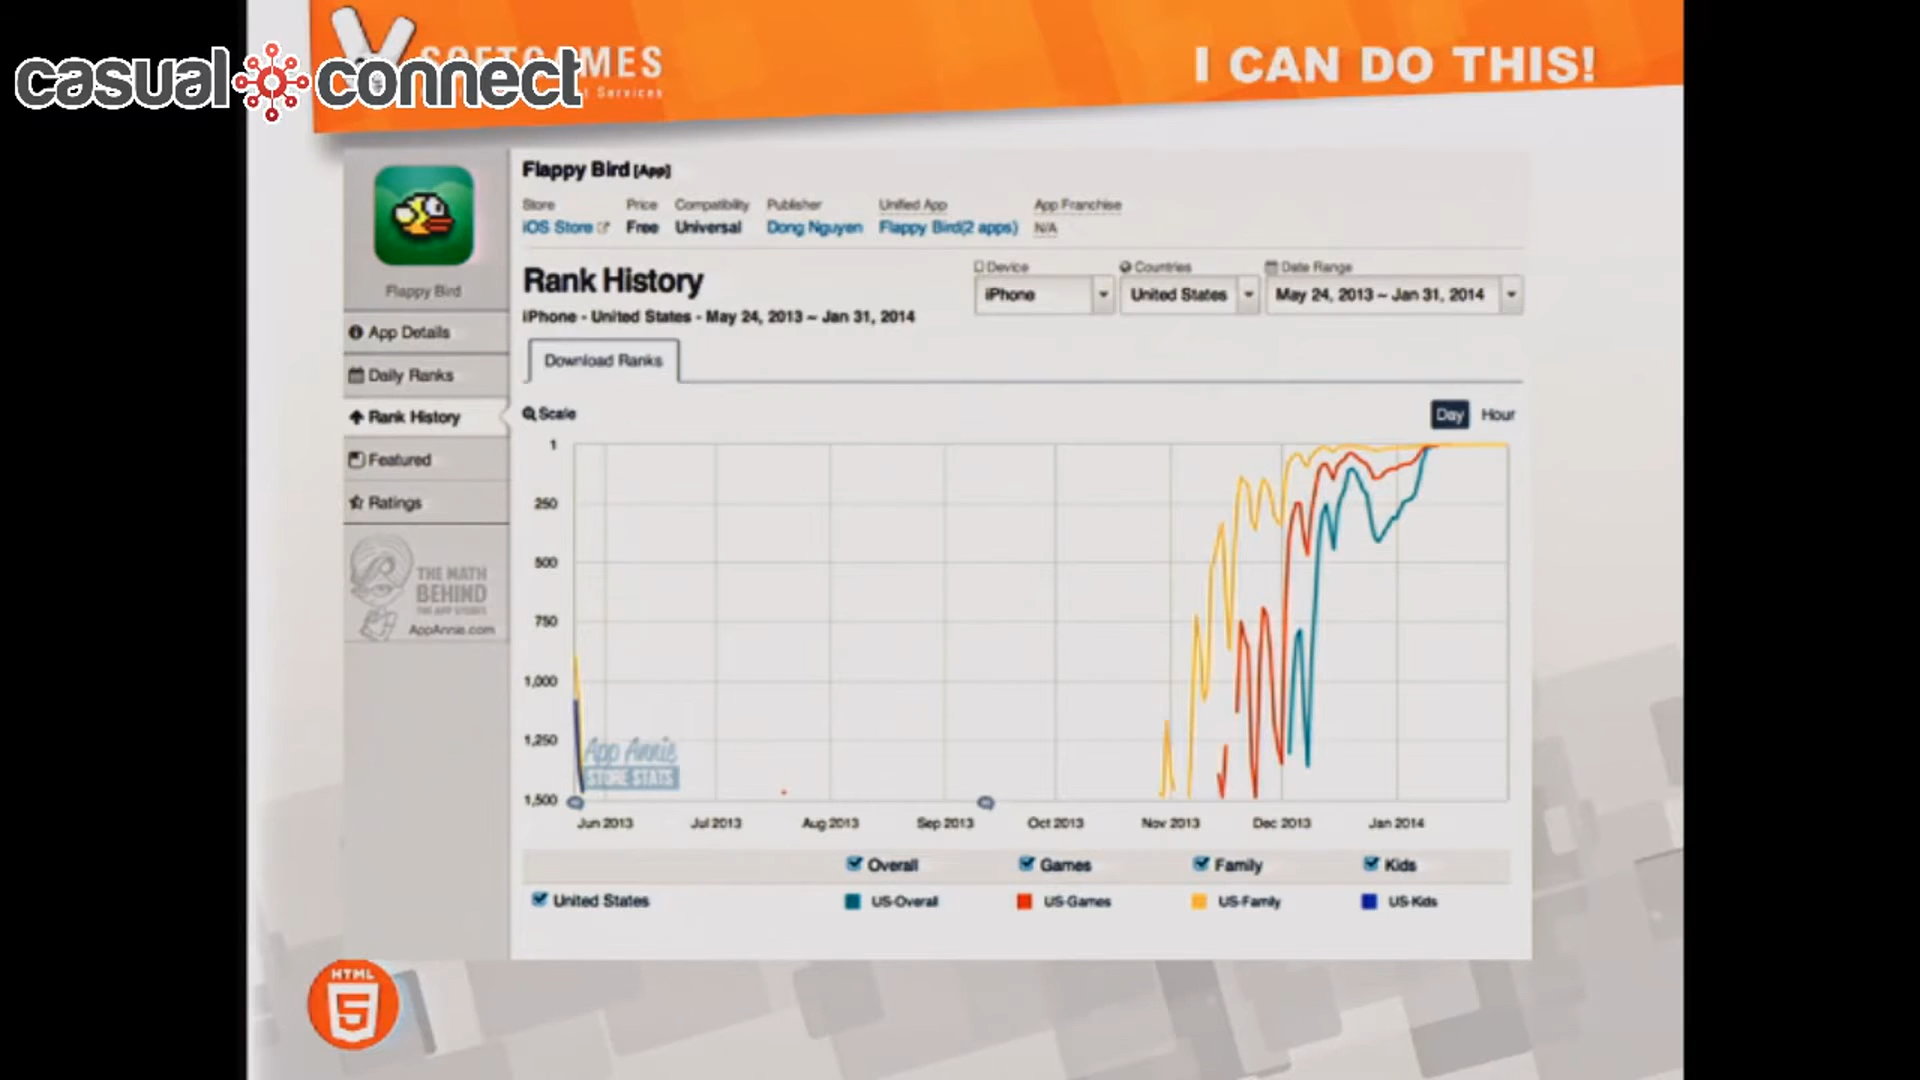 casual connect
SOFTGAMES
Services
I CAN DO THIS!
Flappy Bird [App]
Store Price Compatibility Publisher Unified App App Franchise
iOS Store Free Universal Dong Nguyen Flappy Bird(2 apps) N/A
Flappy Bird
Rank History
Device Countries Date Range
iPhone United States May 24, 2013 ~ Jan 31, 2014
iPhone - United States - May 24, 2013 ~ Jan 31, 2014
App Details
Daily Ranks
Rank History
Featured
Ratings
THE MATH
BEHIND
THE APP STORES
AppAnnie.com
Download Ranks
Scale
Day Hour
1
250
500
750
1,000
1,250
1,500
App Annie
STORE STATS
Jun 2013 Jul 2013 Aug 2013 Sep 2013 Oct 2013 Nov 2013 Dec 2013 Jan 2014
Overall Games Family Kids
United States US-Overall US-Games US-Family US-Kids
HTML
5